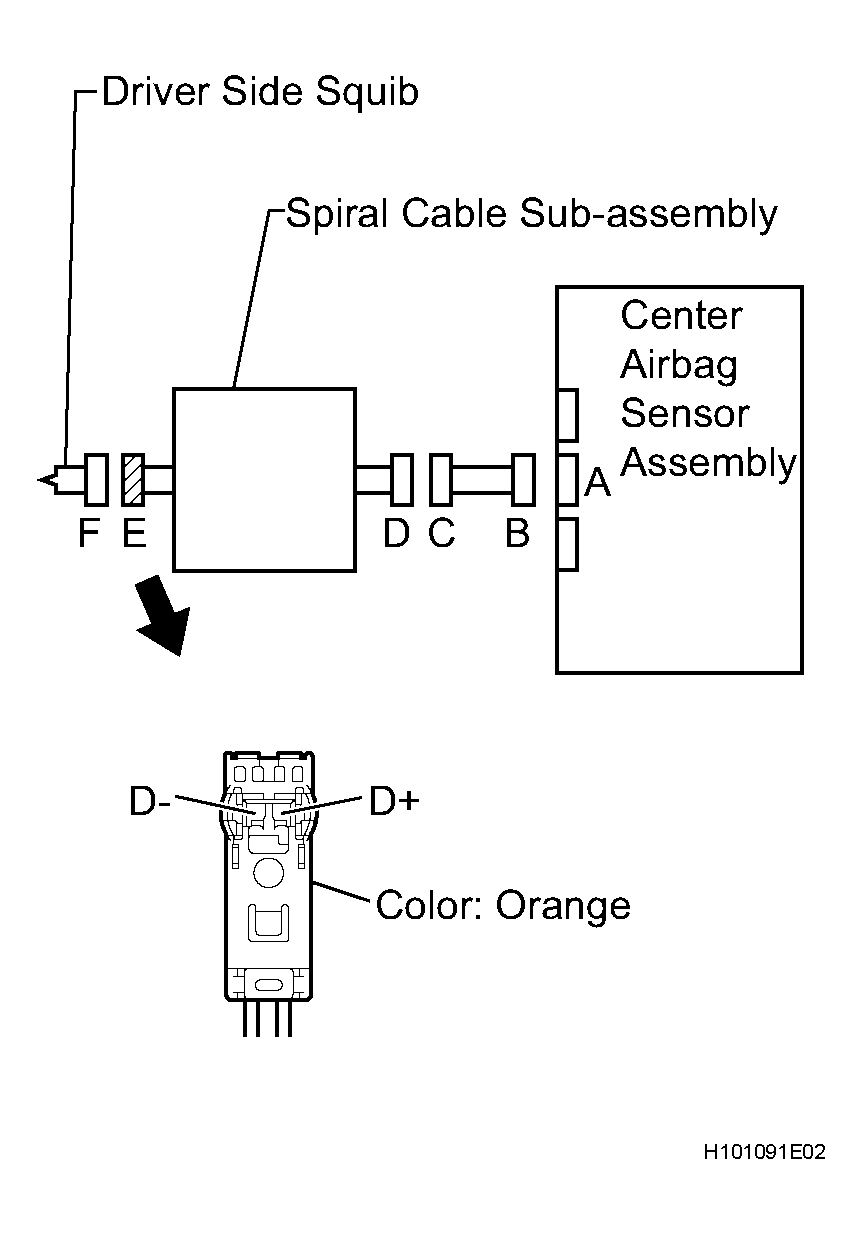 Driver Side Squib
Spiral Cable Sub-assembly
Center
Airbag
Sensor
Assembly
A
F E D C B
D- D+
Color: Orange
H101091E02